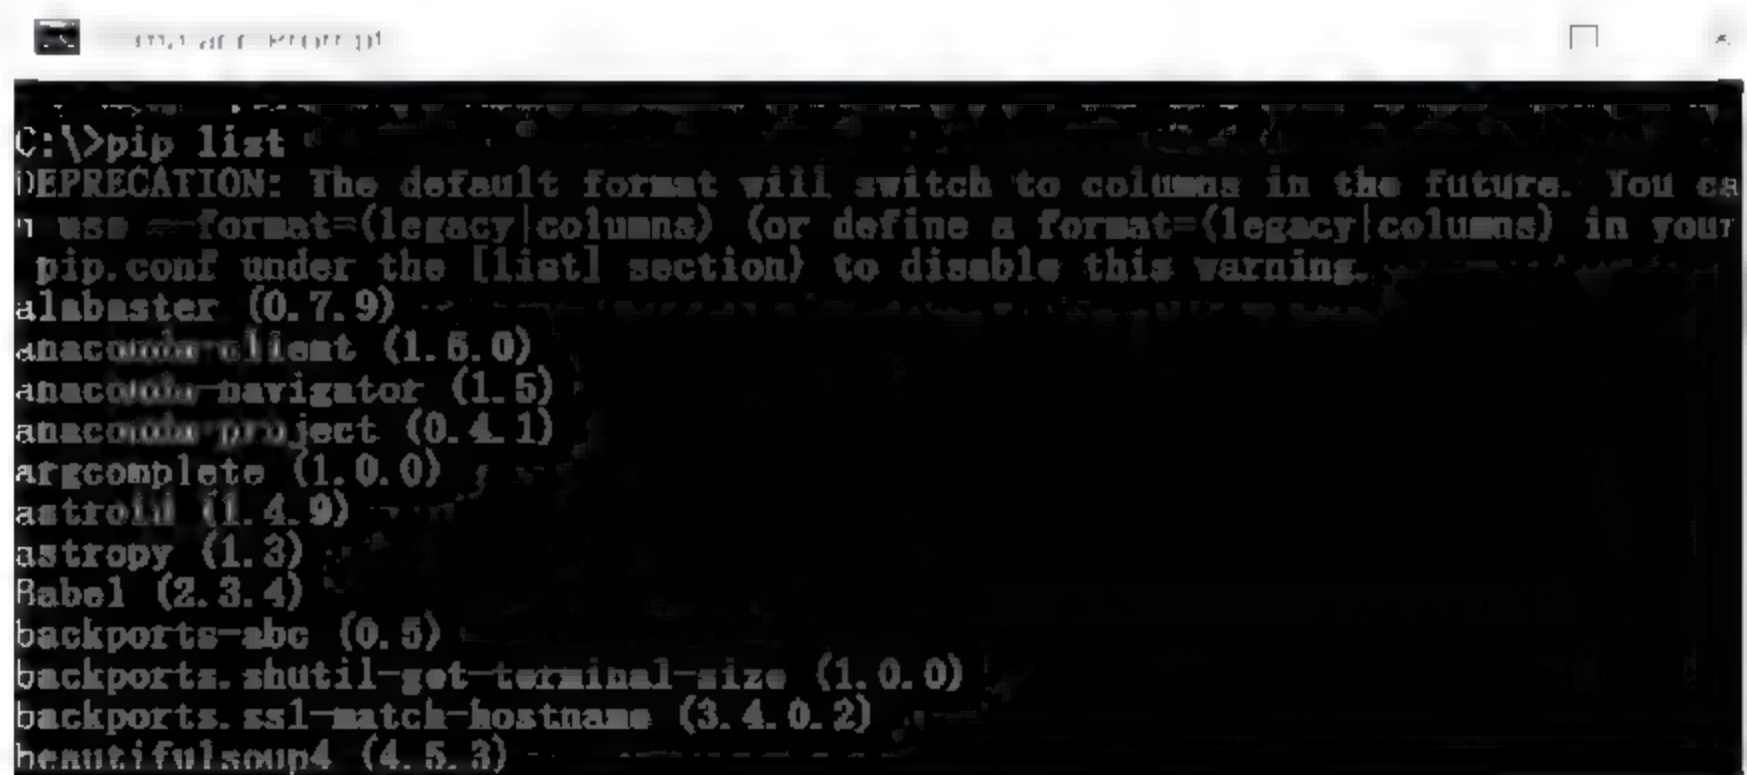 C:\>pip list
DEPRECATION: The default format will switch to columns in the future. You ca
n use --format=(legacy|columns) (or define a format=(legacy|columns) in your
pip.conf under the [list] section) to disable this warning.
alabaster (0.7.9)
anaconda-client (1.6.0)
anaconda-navigator (1.5)
anaconda-project (0.4.1)
argcomplete (1.0.0)
astroid (1.4.9)
astropy (1.3)
Babel (2.3.4)
backports-abc (0.5)
backports.shutil-get-terminal-size (1.0.0)
backports.ssl-match-hostname (3.4.0.2)
beautifulsoup4 (4.5.3)